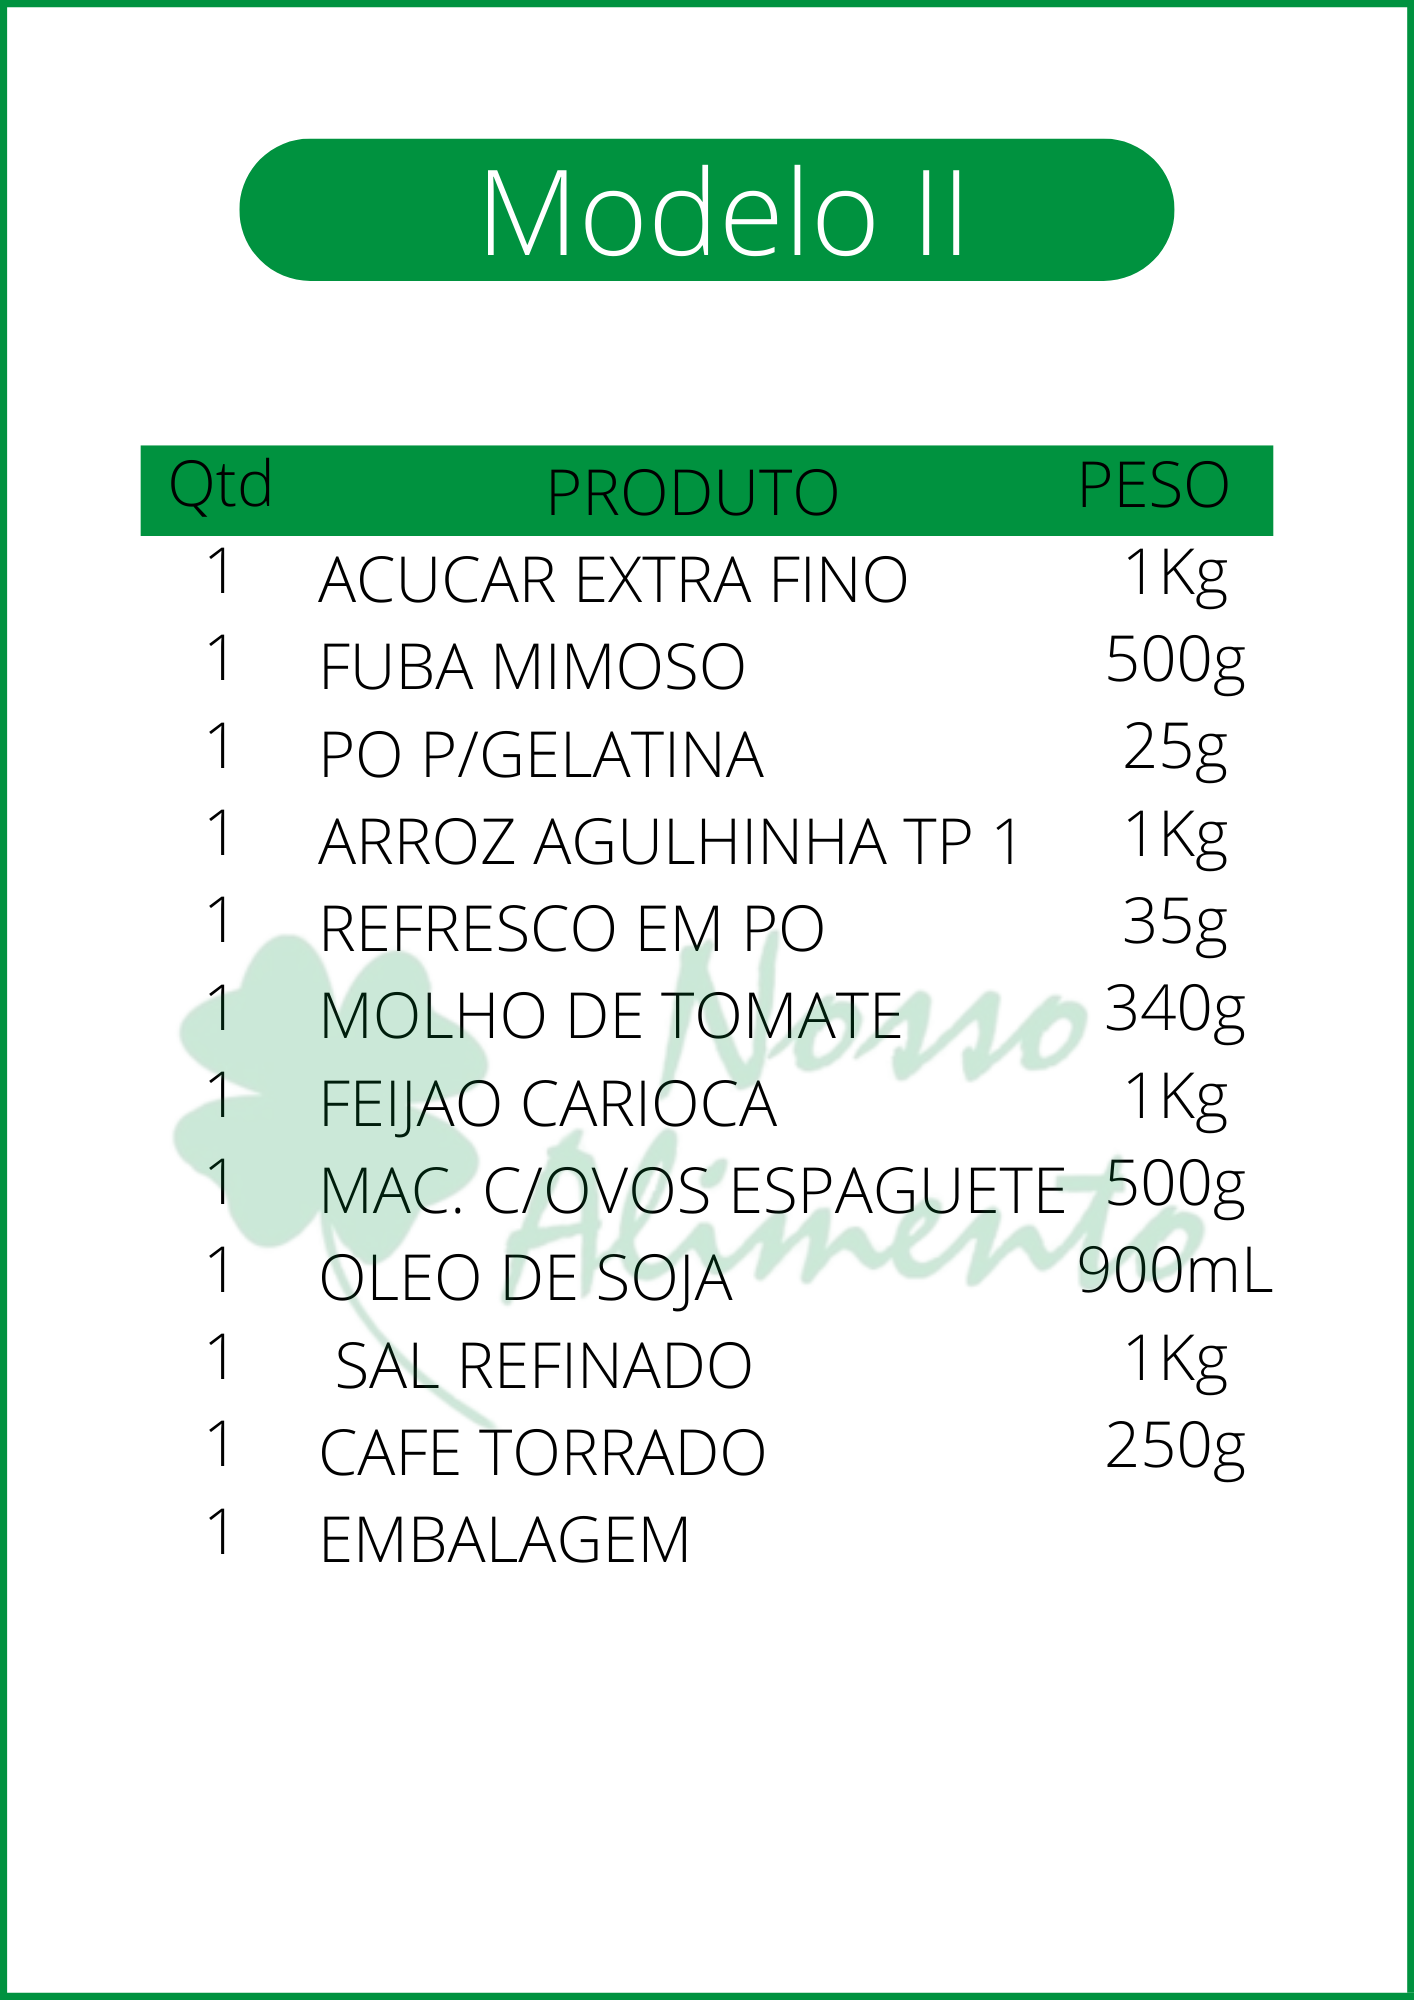 Modelo II
Qtd PRODUTO PESO
1 ACUCAR EXTRA FINO 1Kg
1 FUBA MIMOSO 500g
1 PO P/GELATINA 25g
1 ARROZ AGULHINHA TP 1 1Kg
1 REFRESCO EM PO 35g
1 MOLHO DE TOMATE 340g
1 FEIJAO CARIOCA 1Kg
1 MAC. C/OVOS ESPAGUETE 500g
1 OLEO DE SOJA 900mL
1 SAL REFINADO 1Kg
1 CAFE TORRADO 250g
1 EMBALAGEM
Nosso
Alimento